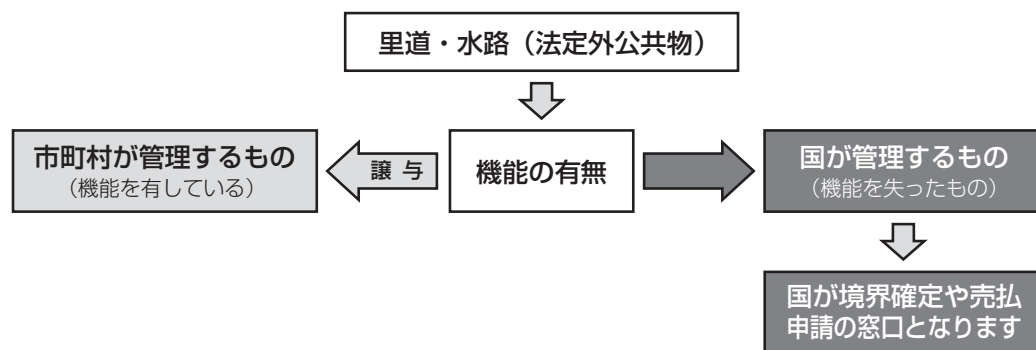 里道・水路（法定外公共物）
市町村が管理するもの
（機能を有している）
譲 与
機能の有無
国が管理するもの
（機能を失ったもの）
国が境界確定や売払
申請の窓口となります